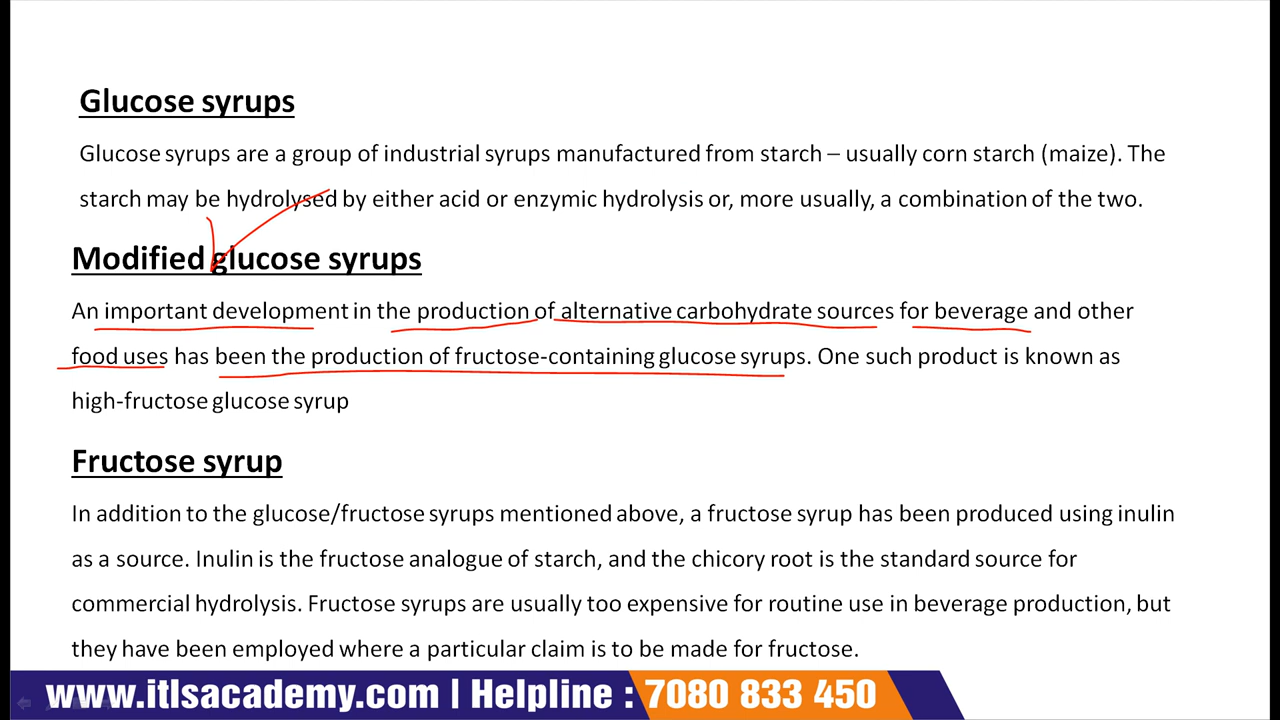 Glucose syrups
Glucose syrups are a group of industrial syrups manufactured from starch – usually corn starch (maize). The
starch may be hydrolysed by either acid or enzymic hydrolysis or, more usually, a combination of the two.
Modified glucose syrups
An important development in the production of alternative carbohydrate sources for beverage and other
food uses has been the production of fructose-containing glucose syrups. One such product is known as
high-fructose glucose syrup
Fructose syrup
In addition to the glucose/fructose syrups mentioned above, a fructose syrup has been produced using inulin
as a source. Inulin is the fructose analogue of starch, and the chicory root is the standard source for
commercial hydrolysis. Fructose syrups are usually too expensive for routine use in beverage production, but
they have been employed where a particular claim is to be made for fructose.
www.itlsacademy.com | Helpline : 7080 833 450